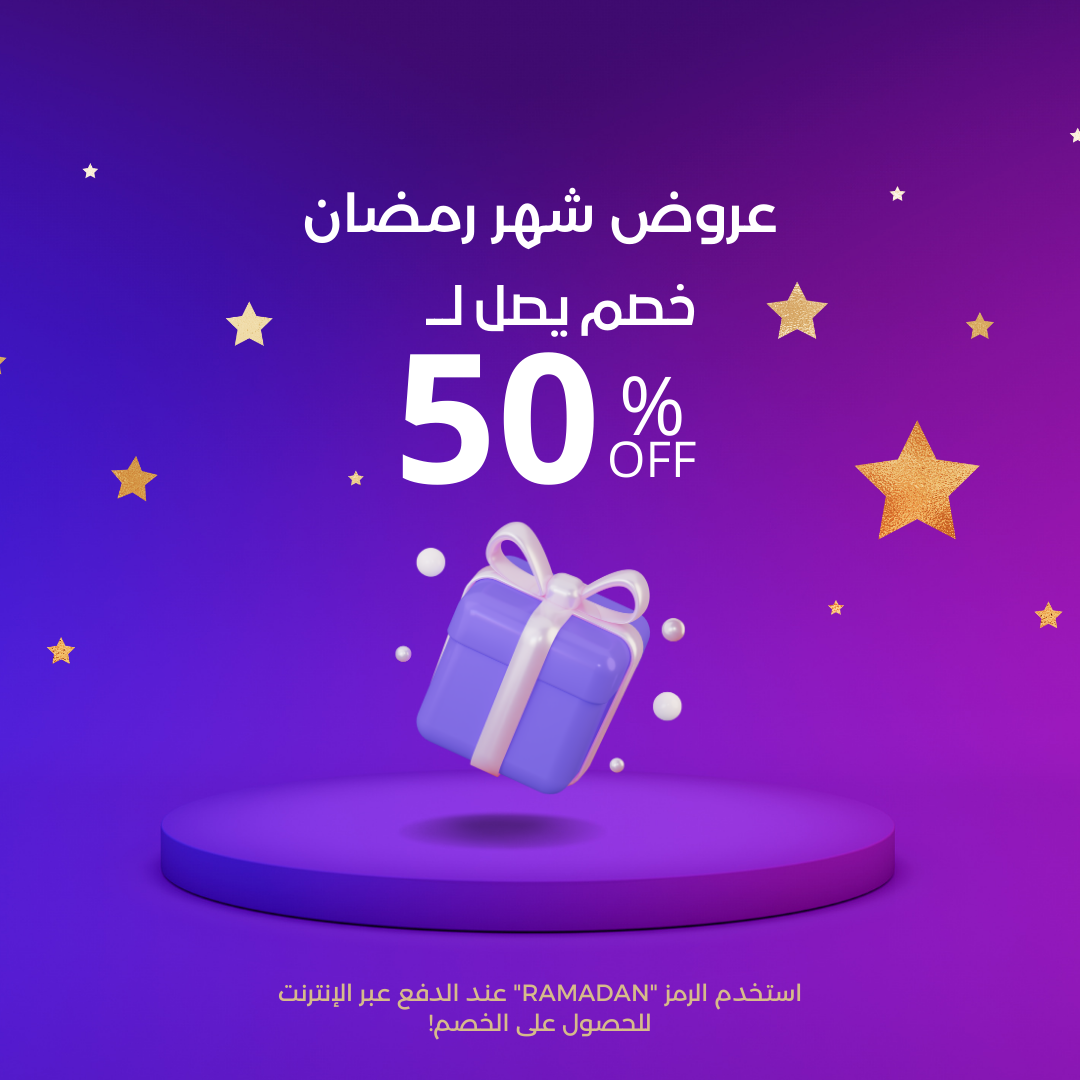 عروض شهر رمضان
خصم يصل لـ
50 %
OFF
استخدم الرمز "RAMADAN" عند الدفع عبر الإنترنت
للحصول على الخصم!